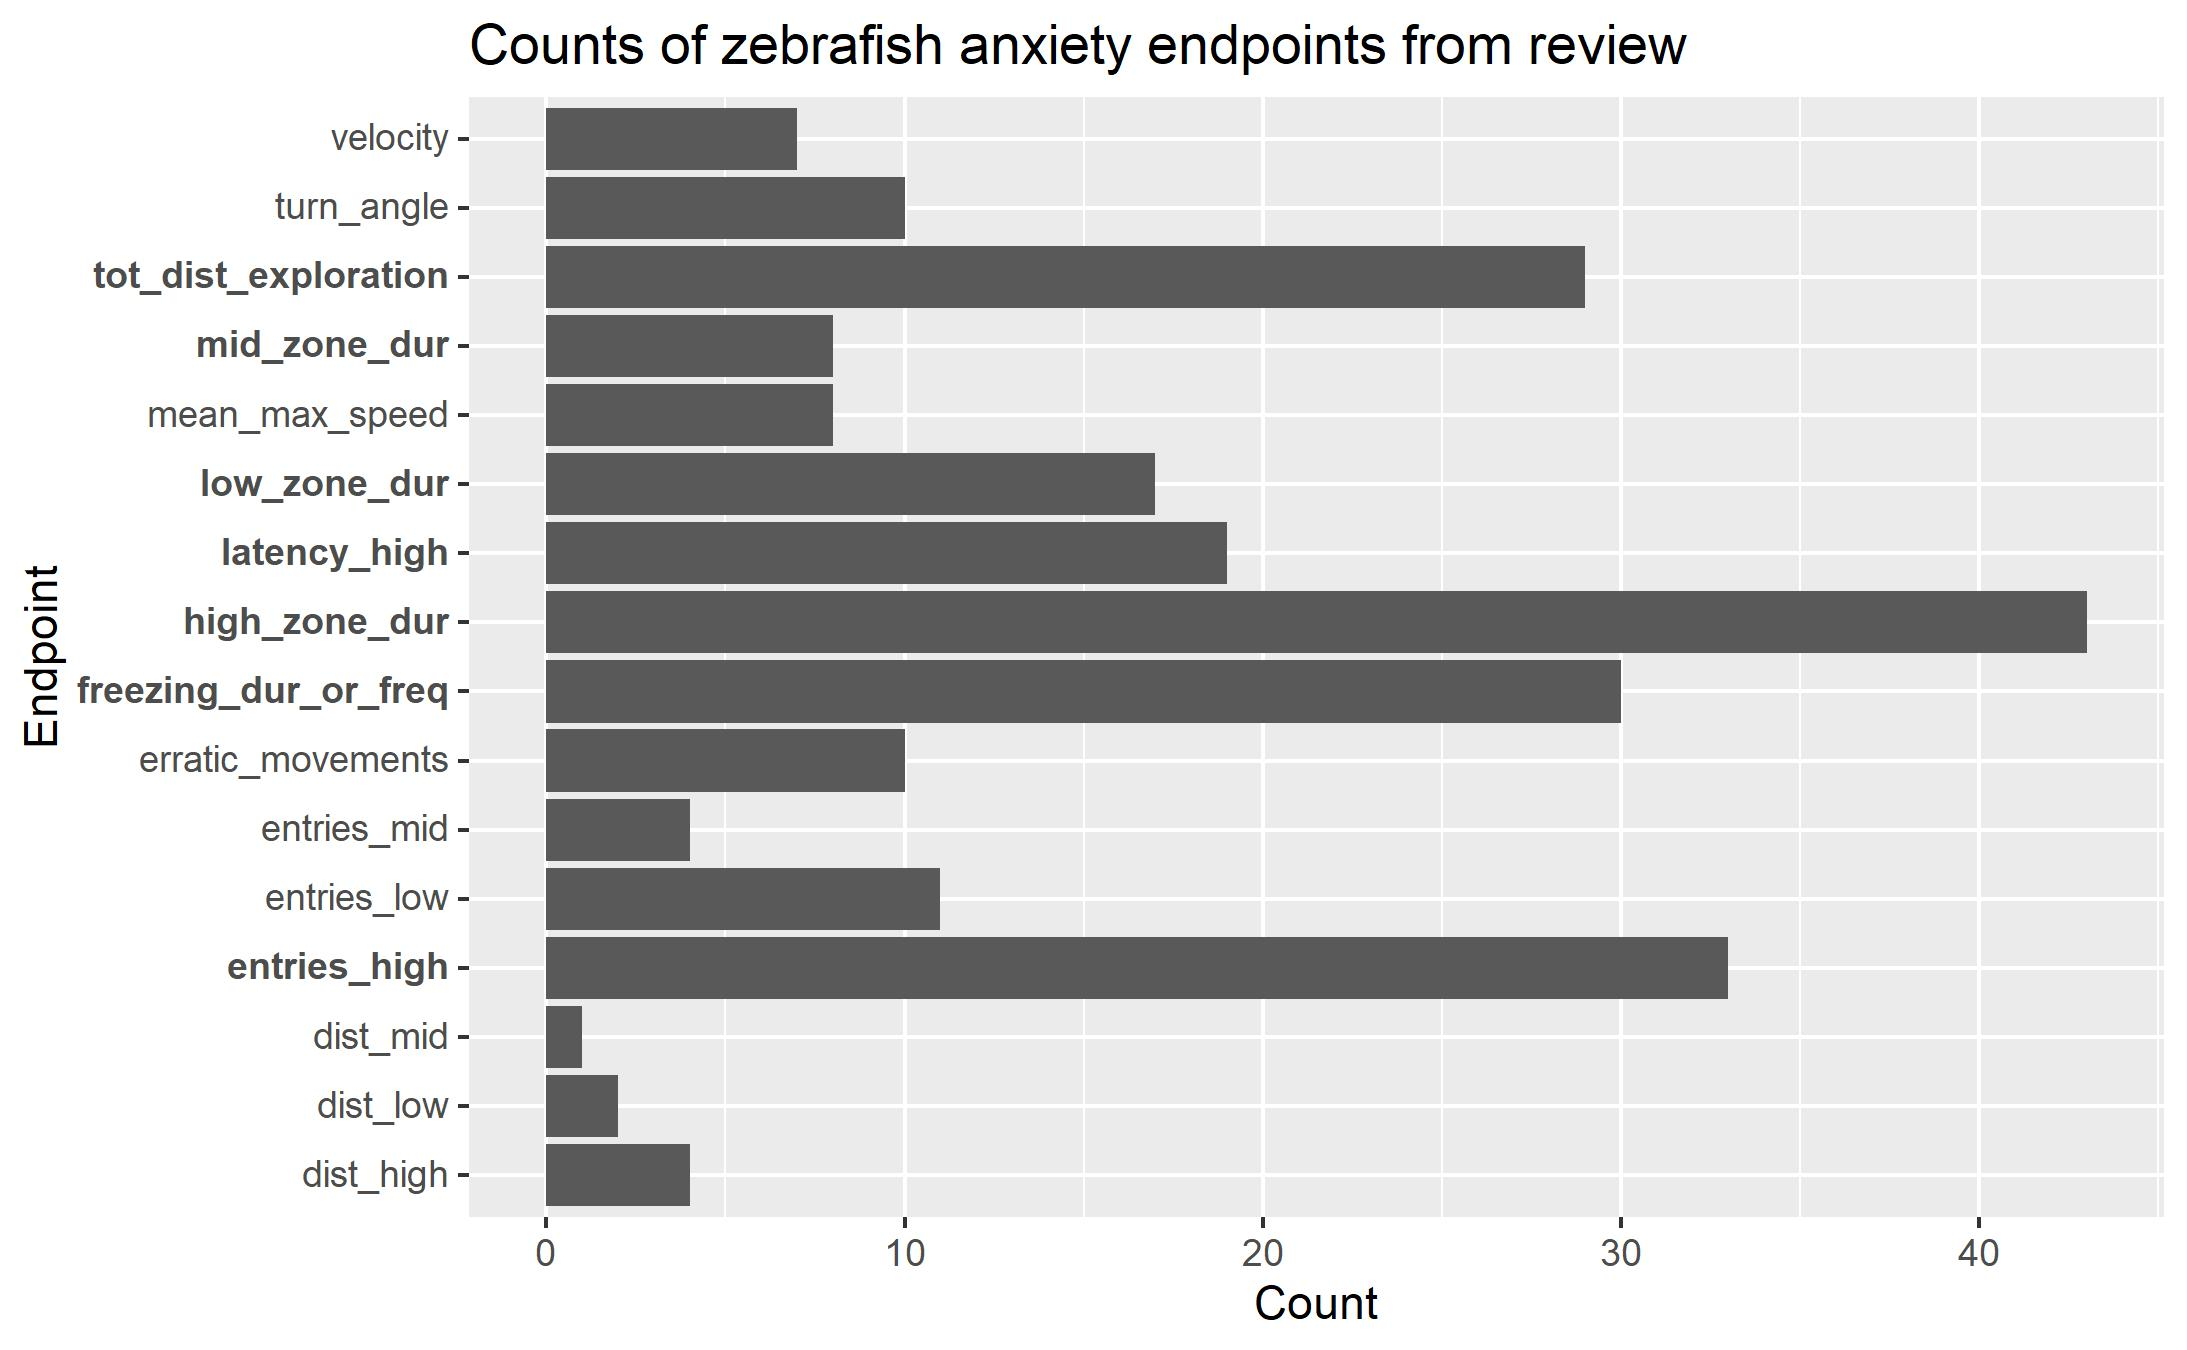 Counts of zebrafish anxiety endpoints from review
velocity
turn_angle
tot_dist_exploration
mid_zone_dur
mean_max_speed
low_zone_dur
latency_high
high_zone_dur
freezing_dur_or_freq
erratic_movements
entries_mid
entries_low
entries_high
dist_mid
dist_low
dist_high
Endpoint
0 10 20 30 40
Count